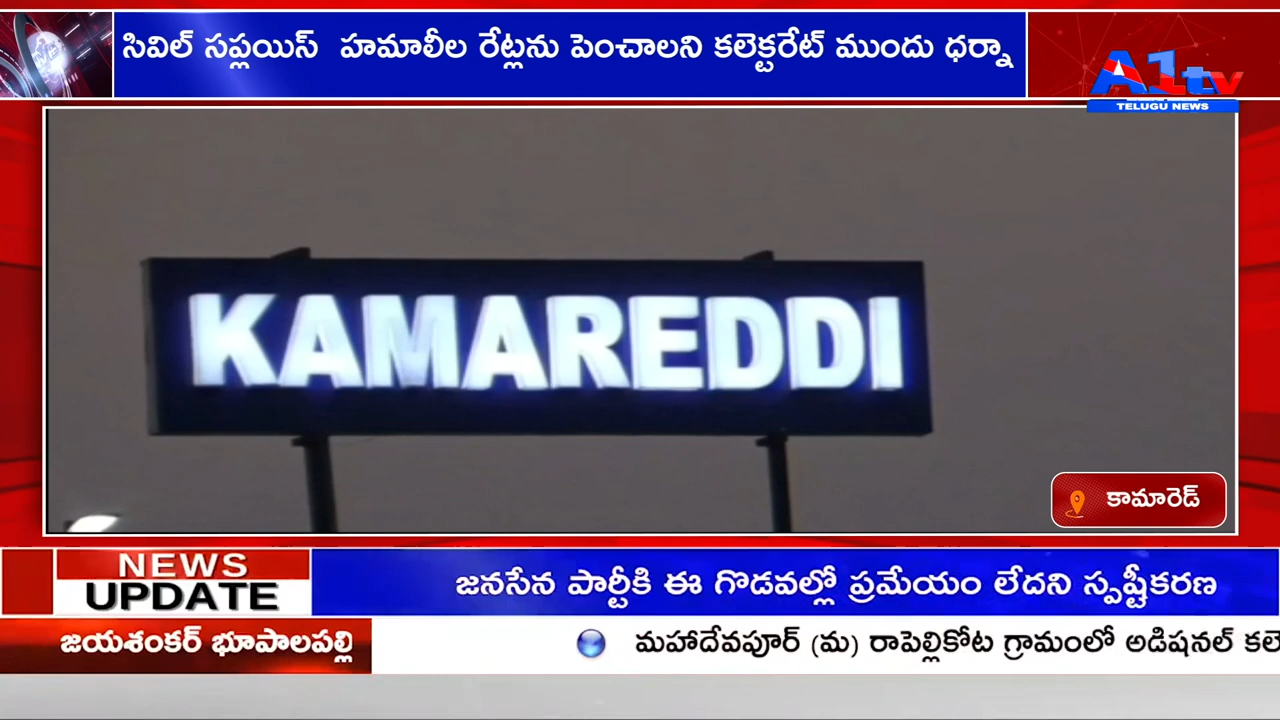 సివిల్ సప్లయిస్ హమాలీల రేట్లను పెంచాలని కలెక్టరేట్ ముందు ధర్నా
A1tv
TELUGU NEWS
KAMAREDDI
కామారెడ్
NEWS
UPDATE
జనసేన పార్టీకి ఈ గొడవల్లో ప్రమేయం లేదని స్పష్టీకరణ
జయశంకర్ భూపాలపల్లి
మహాదేవపూర్ (మ) రాపెల్లికోట గ్రామంలో అడిషనల్